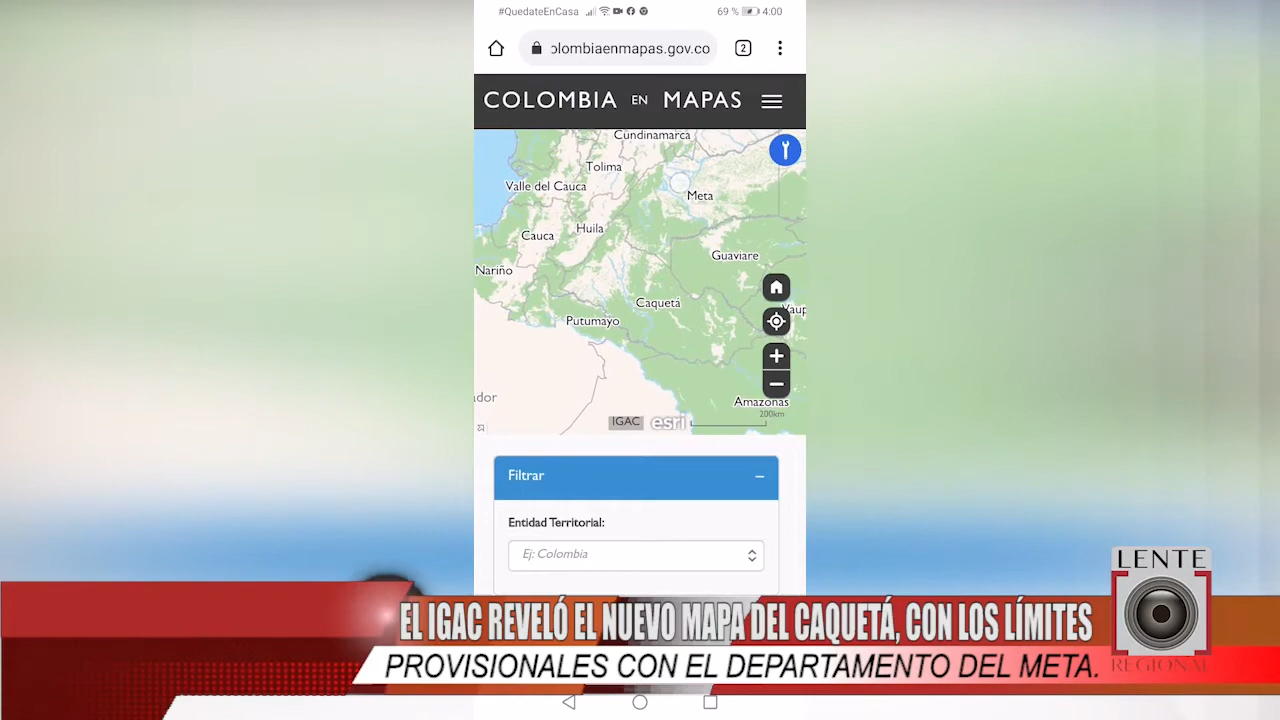 #QuedateEnCasa
69 % 4:00
olombiaenmapas.gov.co
2
COLOMBIA EN MAPAS
Cundinamarca
Tolima
Valle del Cauca
Meta
Huila
Cauca
Guaviare
Nariño
Caquetá
Vaup
Putumayo
dor
Amazonas
200km
IGAC esri
Filtrar
Entidad Territorial:
Ej: Colombia
LENTE
REGIONAL
EL IGAC REVELÓ EL NUEVO MAPA DEL CAQUETÁ, CON LOS LÍMITES
PROVISIONALES CON EL DEPARTAMENTO DEL META.